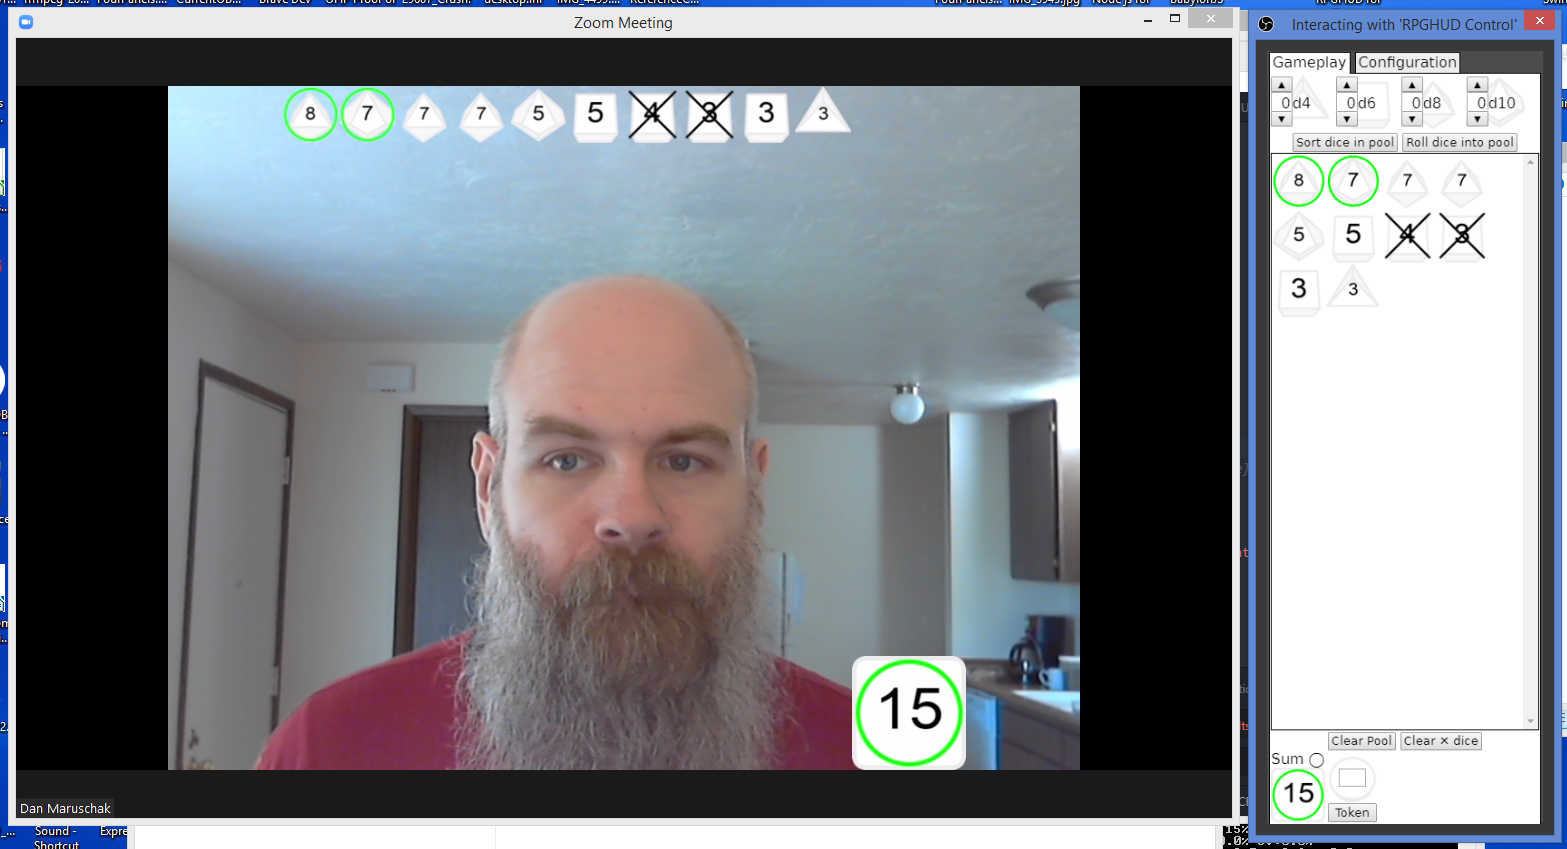 Zoom Meeting
8 7 7 7 5 5 4 3 3 3
15
Dan Maruschak
Interacting with 'RPGHUD Control'
Gameplay Configuration
0 d4 0 d6 0 d8 0 d10
Sort dice in pool Roll dice into pool
8 7 7 7
5 5 4 3
3 3
Clear Pool Clear ✕ dice
Sum
15
Token
Sound -
Shortcut
Expre